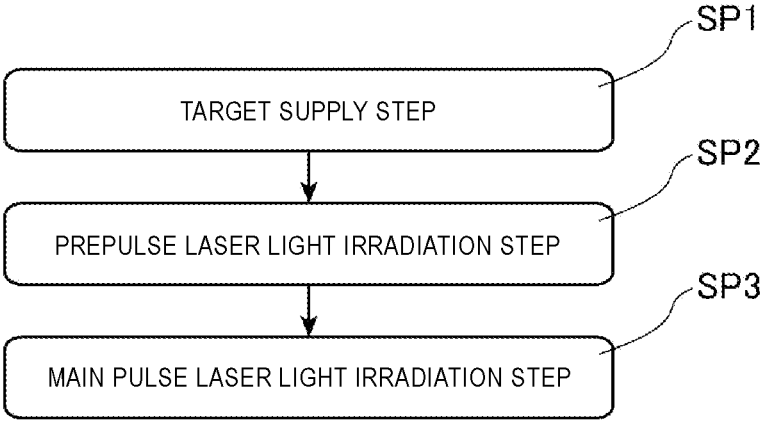 SP1
TARGET SUPPLY STEP
SP2
PREPULSE LASER LIGHT IRRADIATION STEP
SP3
MAIN PULSE LASER LIGHT IRRADIATION STEP